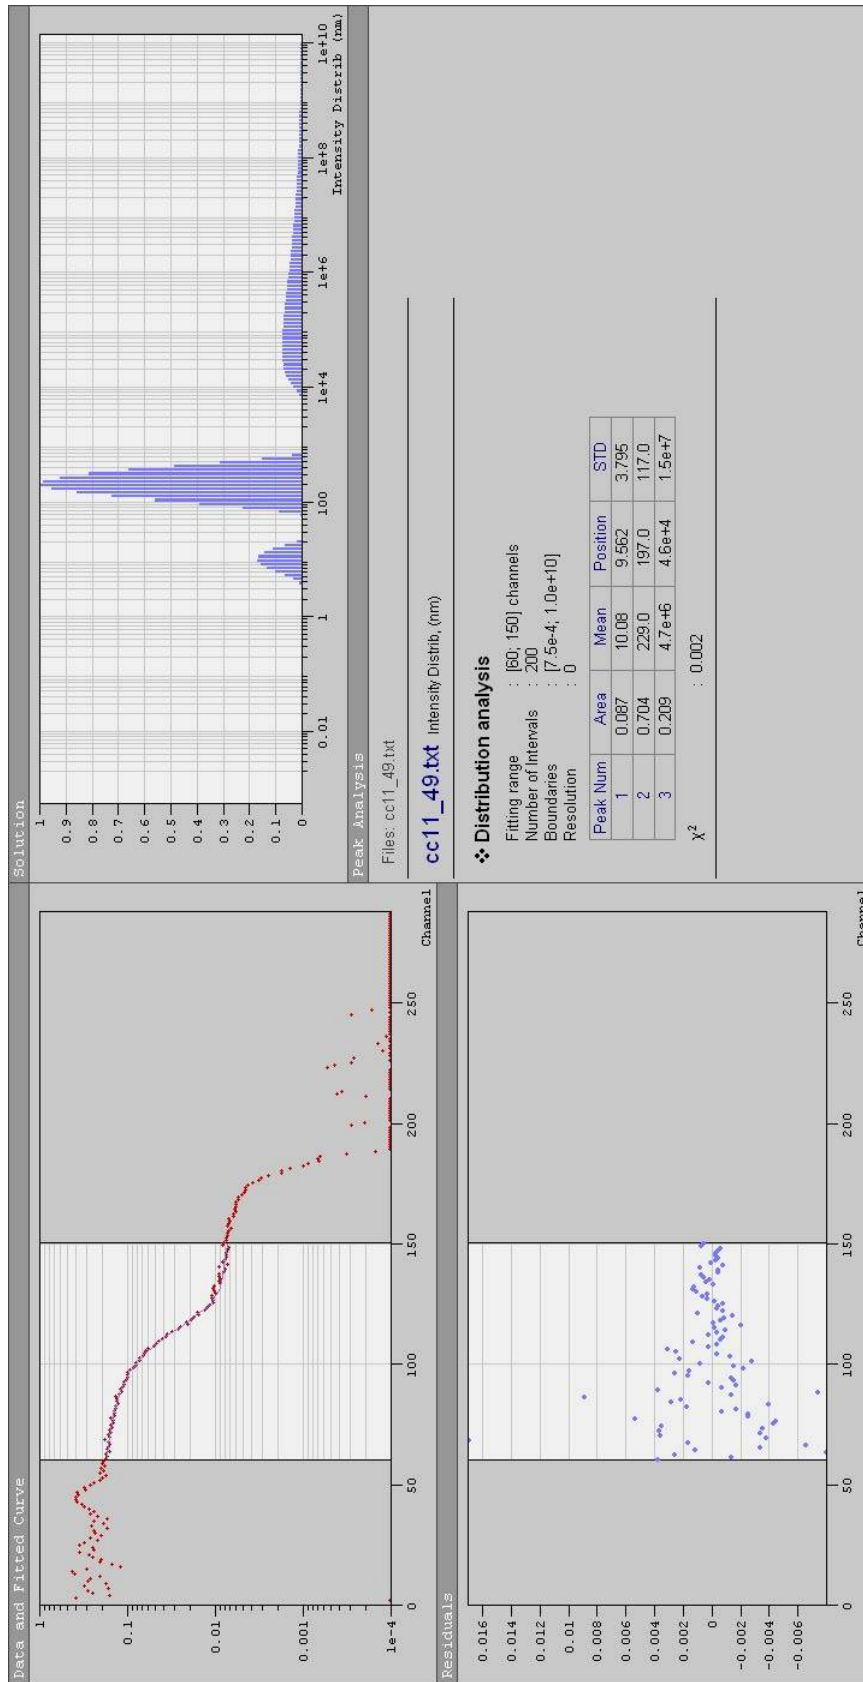 Data and Fitted Curve
1
0.1
0.01
0.001
1e-4
0
50
100
150
200
250
Channel
Residuals
0.016
0.014
0.012
0.01
0.008
0.006
0.004
0.002
0
-0.002
-0.004
-0.006
0
50
100
150
200
250
Channel
Solution
1
0.9
0.8
0.7
0.6
0.5
0.4
0.3
0.2
0.1
0
0.01
1
100
1e+4
1e+6
1e+8
1e+10
Intensity Distrib (nm)
Peak Analysis
Files: cc11_49.txt
cc11_49.txt Intensity Distrib, (nm)
❖ Distribution analysis
Fitting range : [60; 150] channels
Number of Intervals : 200
Boundaries : [7.5e-4; 1.0e+10]
Resolution : 0
Peak Num Area Mean Position STD
1 0.087 10.08 9.562 3.795
2 0.704 229.0 197.0 117.0
3 0.209 4.7e+6 4.6e+4 1.5e+7
χ² : 0.002